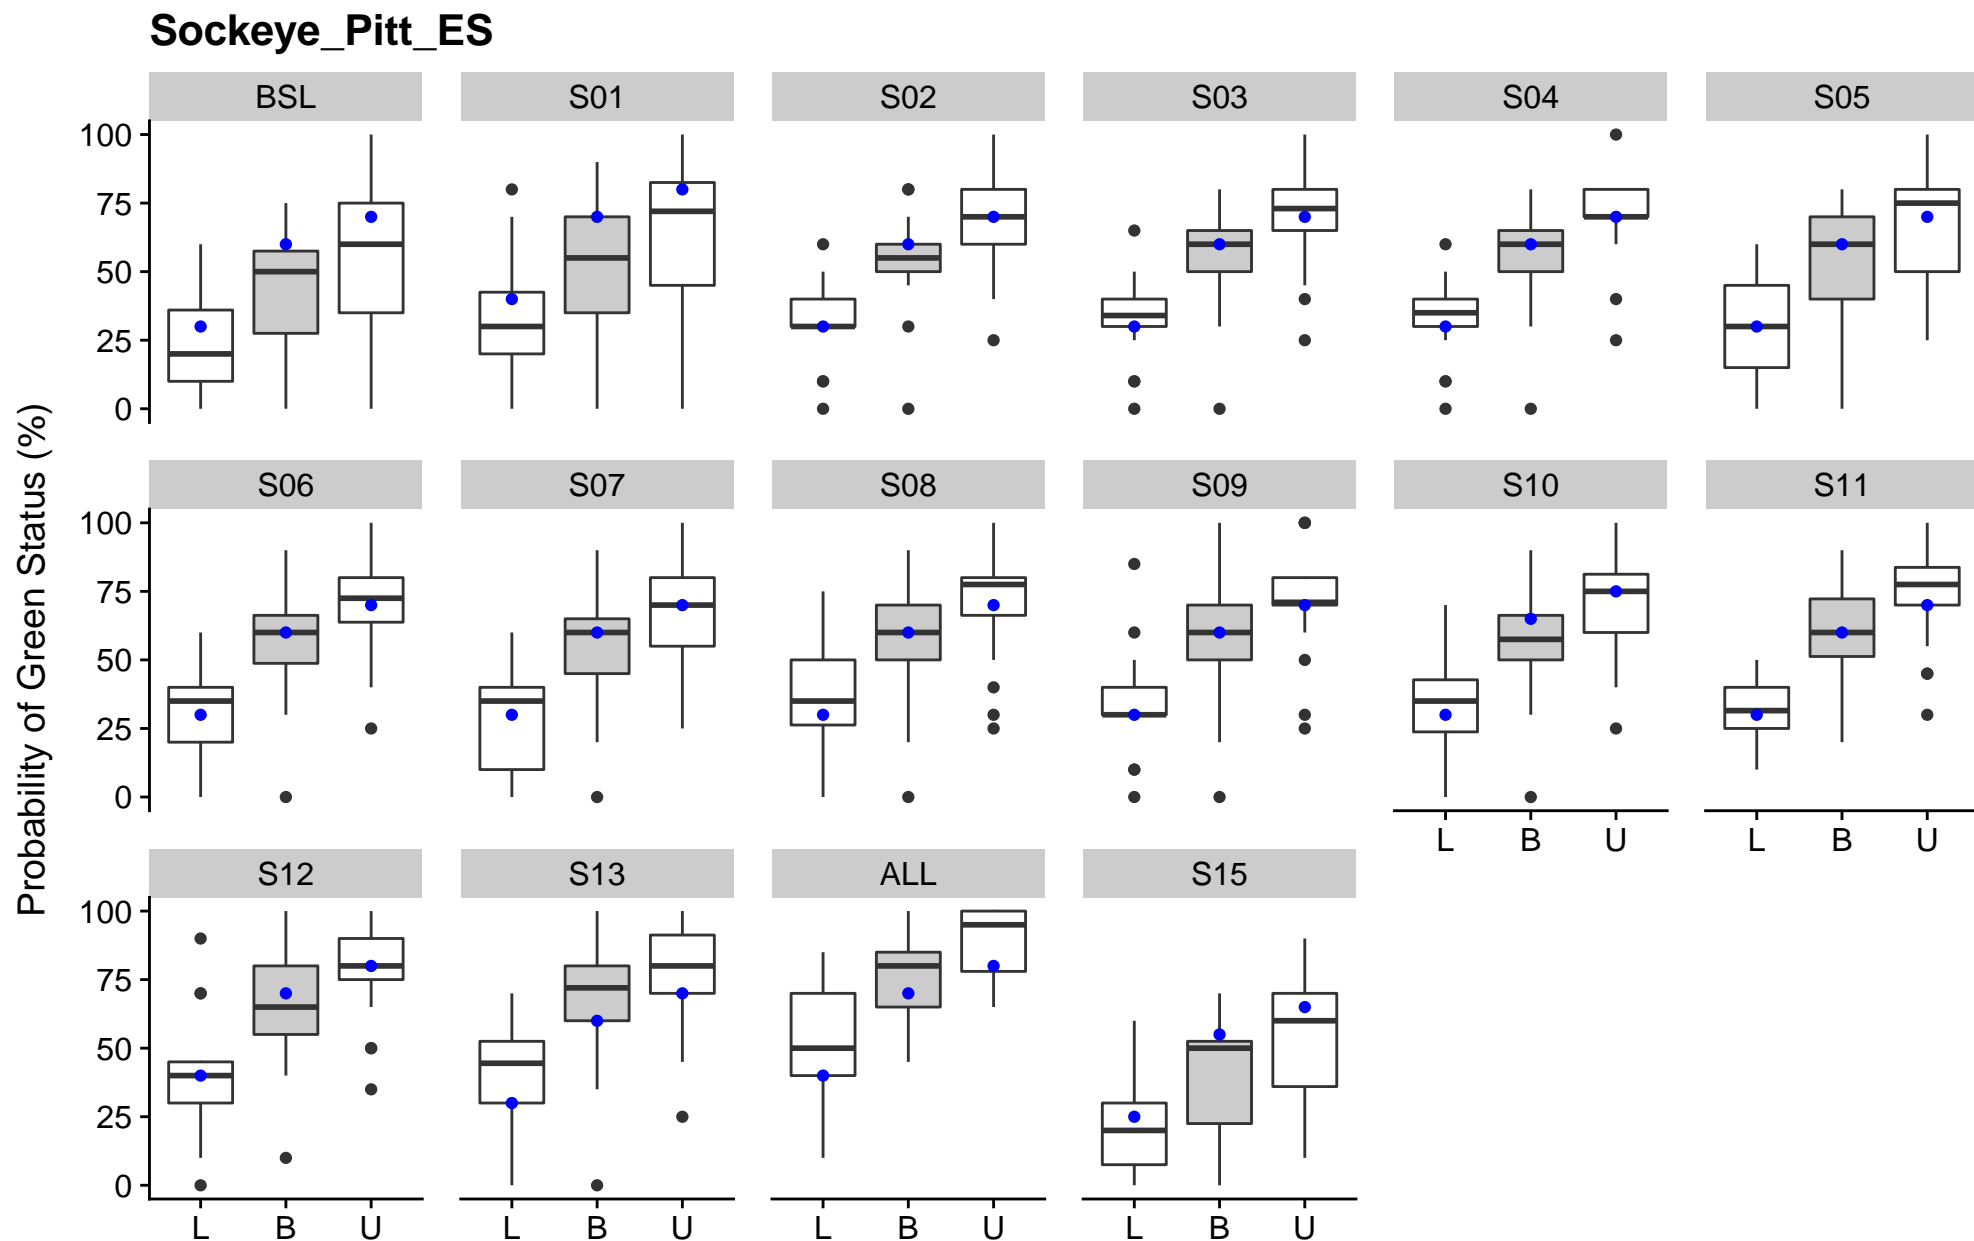 Sockeye_Pitt_ES
BSL S01 S02 S03 S04 S05
100
75
50
25
0
S06 S07 S08 S09 S10 S11
100
75
50
25
0
L B U L B U
S12 S13 ALL S15
100
75
50
25
0
L B U L B U L B U L B U
Probability of Green Status (%)